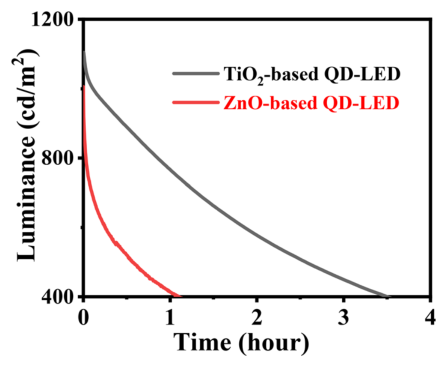 1200
800
400
Luminance (cd/m²)
TiO₂-based QD-LED
ZnO-based QD-LED
0 1 2 3 4
Time (hour)